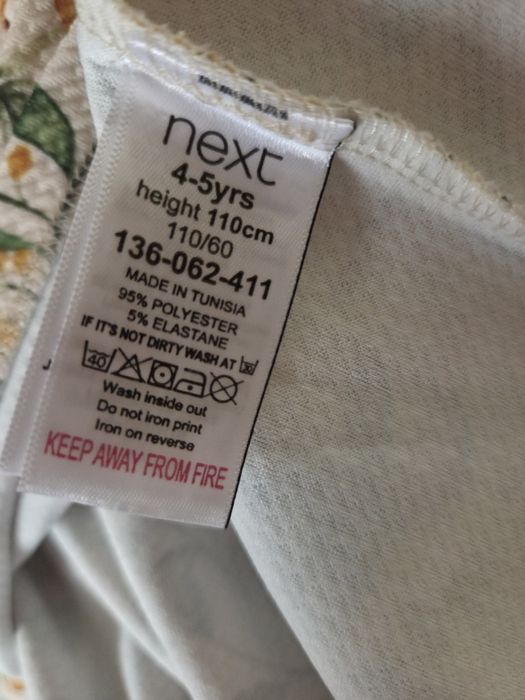 next
4-5yrs
height 110cm
110/60
136-062-411
MADE IN TUNISIA
95% POLYESTER
5% ELASTANE
IF IT'S NOT DIRTY WASH AT 30
40
Wash inside out
Do not iron print
Iron on reverse
KEEP AWAY FROM FIRE